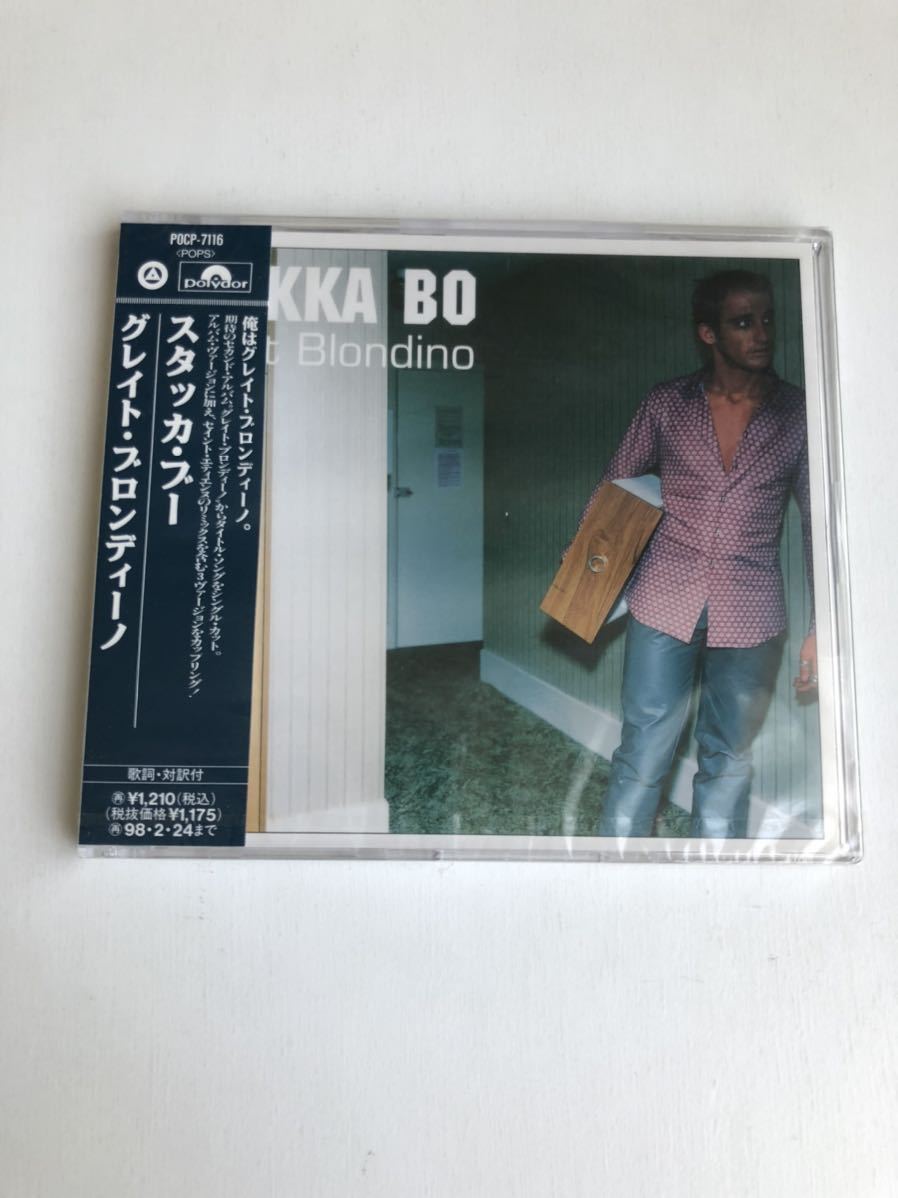 POCP-7116
〈POPS〉
polydor
俺はグレイト・ブロンディーノ。
期待のセカンド・アルバム“グレイト・ブロンディーノ”からタイトル・ソングをシングル・カット。
アルバム・ヴァージョンに加え、セイント・エティエンヌのリミックスを含む3ヴァージョンをカップリング!
スタッカ・ブー
グレイト・ブロンディーノ
歌詞・対訳付
再¥1,210(税込)
(税抜価格¥1,175)
再98・2・24まで
KKA BO
t Blondino